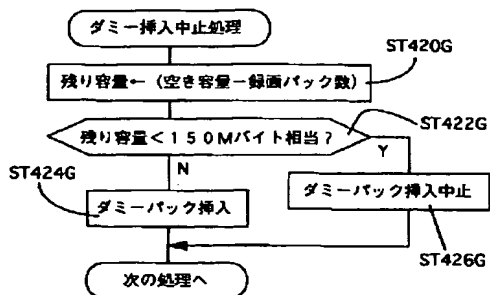 ダミー挿入中止処理
ST420G
残り容量←(空き容量−録画パック数)
残り容量<150Mバイト相当?
ST422G
Y
N
ST424G
ダミーパック挿入
ダミーパック挿入中止
ST426G
次の処理へ